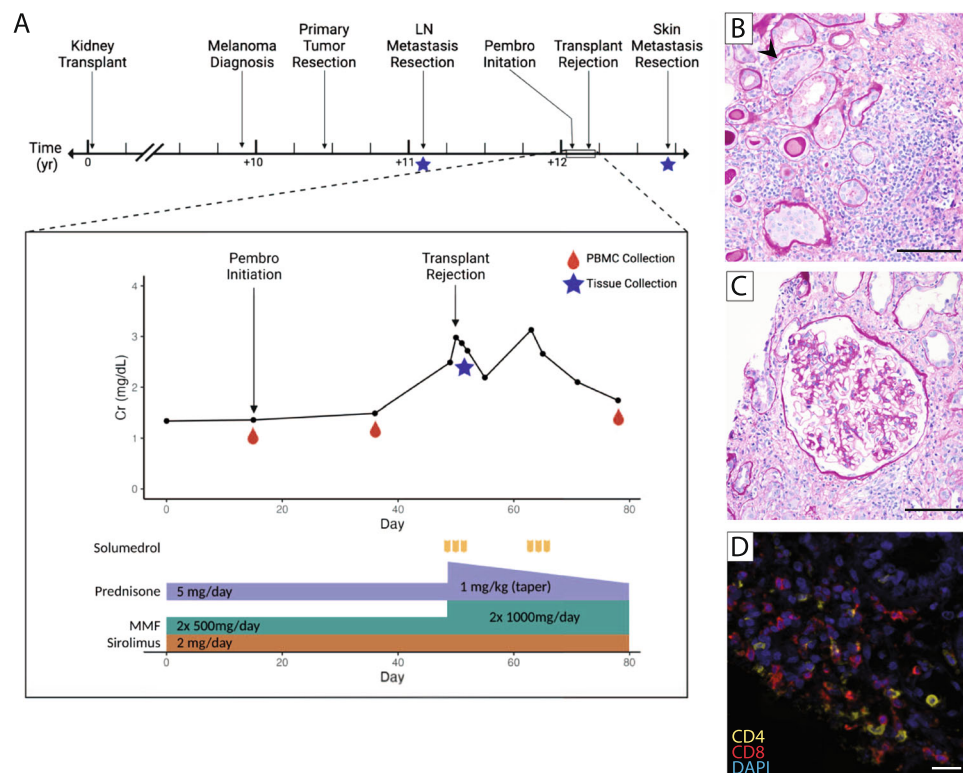 A
Kidney
Transplant
Melanoma
Diagnosis
Primary
Tumor
Resection
LN
Metastasis
Resection
Pembro
Initation
Transplant
Rejection
Skin
Metastasis
Resection
Time
(yr)
0
+10
+11
+12
Pembro
Initiation
Transplant
Rejection
PBMC Collection
Tissue Collection
Cr (mg/dL)
4
3
2
1
0
0
20
40
60
80
Day
Solumedrol
Prednisone
5 mg/day
1 mg/kg (taper)
MMF
2x 500mg/day
2x 1000mg/day
Sirolimus
2 mg/day
0
20
40
60
80
Day
B
C
D
CD4
CD8
DAPI